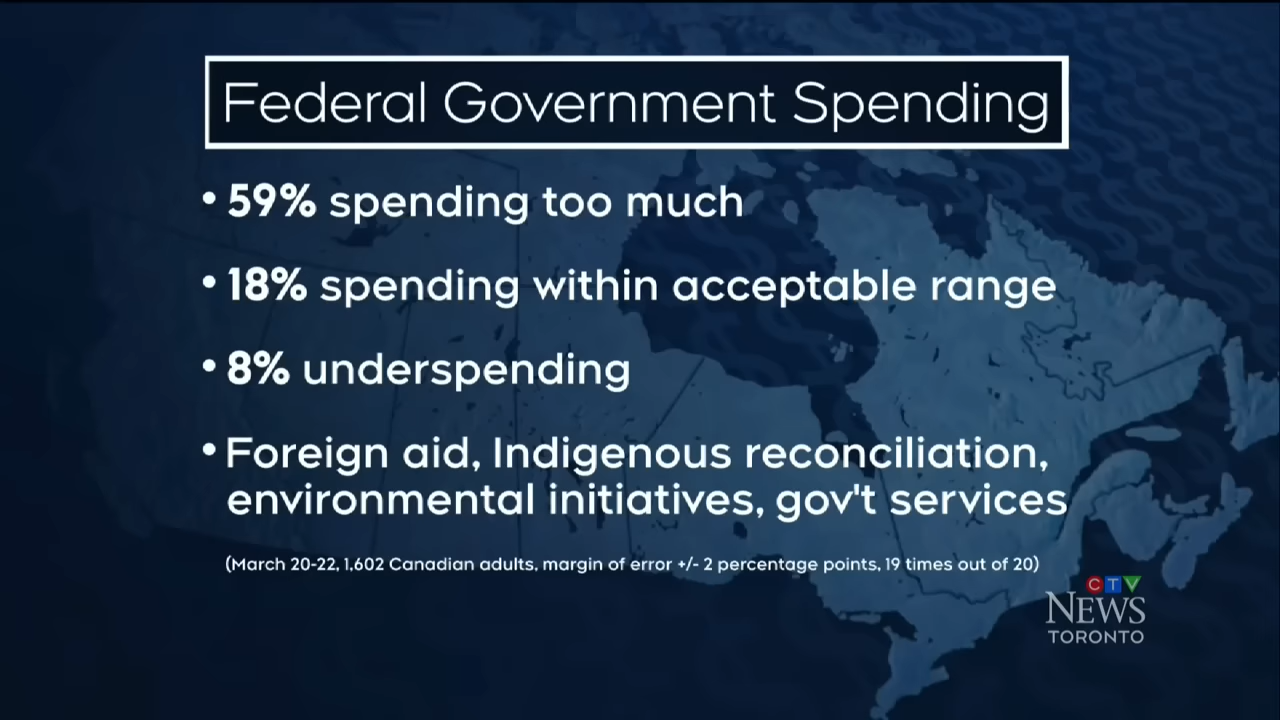 Federal Government Spending
• 59% spending too much
• 18% spending within acceptable range
• 8% underspending
• Foreign aid, Indigenous reconciliation,
environmental initiatives, gov't services
(March 20-22, 1,602 Canadian adults, margin of error +/- 2 percentage points, 19 times out of 20)
CTV
NEWS
TORONTO